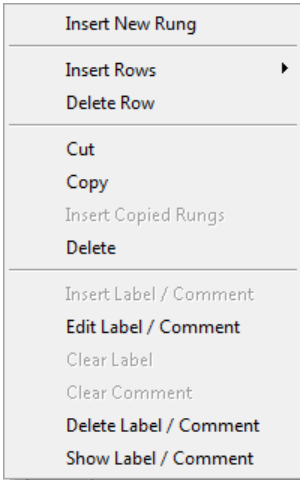 Insert New Rung
Insert Rows
Delete Row
Cut
Copy
Insert Copied Rungs
Delete
Insert Label / Comment
Edit Label / Comment
Clear Label
Clear Comment
Delete Label / Comment
Show Label / Comment